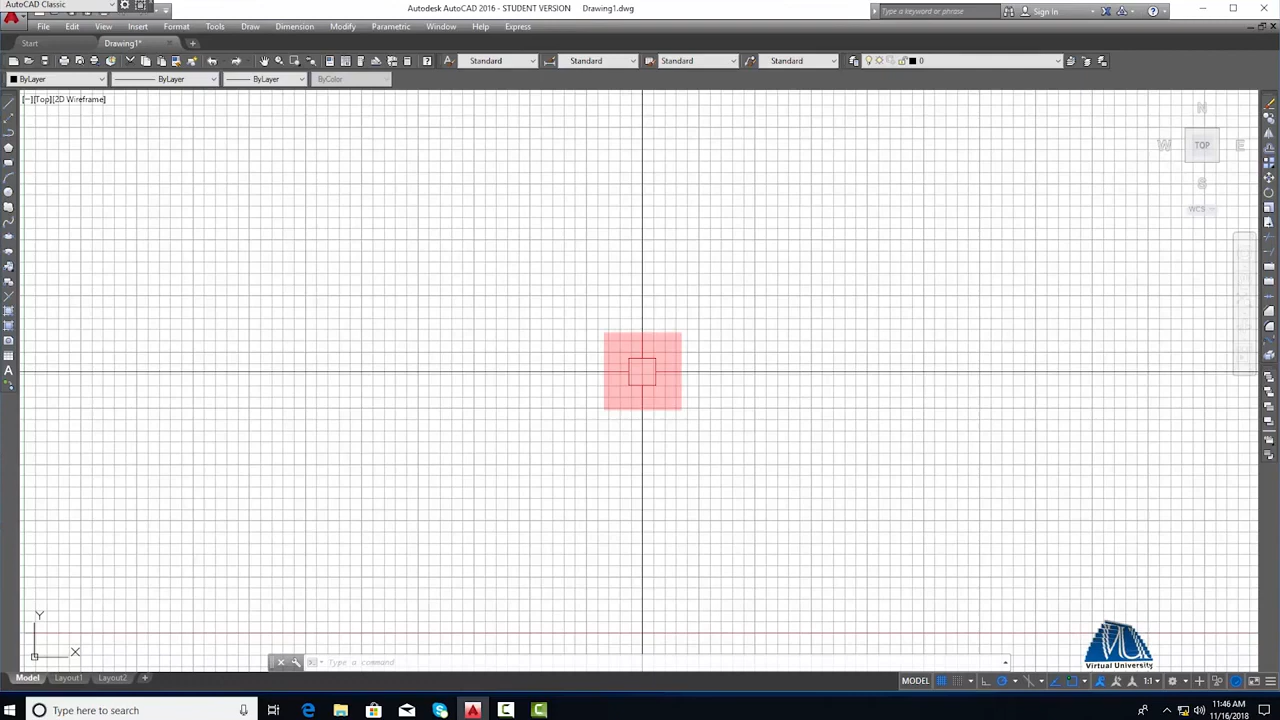 AutoCAD Classic
Autodesk AutoCAD 2016 - STUDENT VERSION Drawing1.dwg
Type a keyword or phrase
Sign In
File Edit View Insert Format Tools Draw Dimension Modify Parametric Window Help Express
Start
Drawing1*
Standard
Standard
Standard
Standard
0
ByLayer
ByLayer
ByLayer
ByColor
[−][Top][2D Wireframe]
N
W TOP E
S
WCS
Y
X
Type a command
Virtual University
Model Layout1 Layout2
MODEL
1:1
Type here to search
11:46 AM
11/16/2018